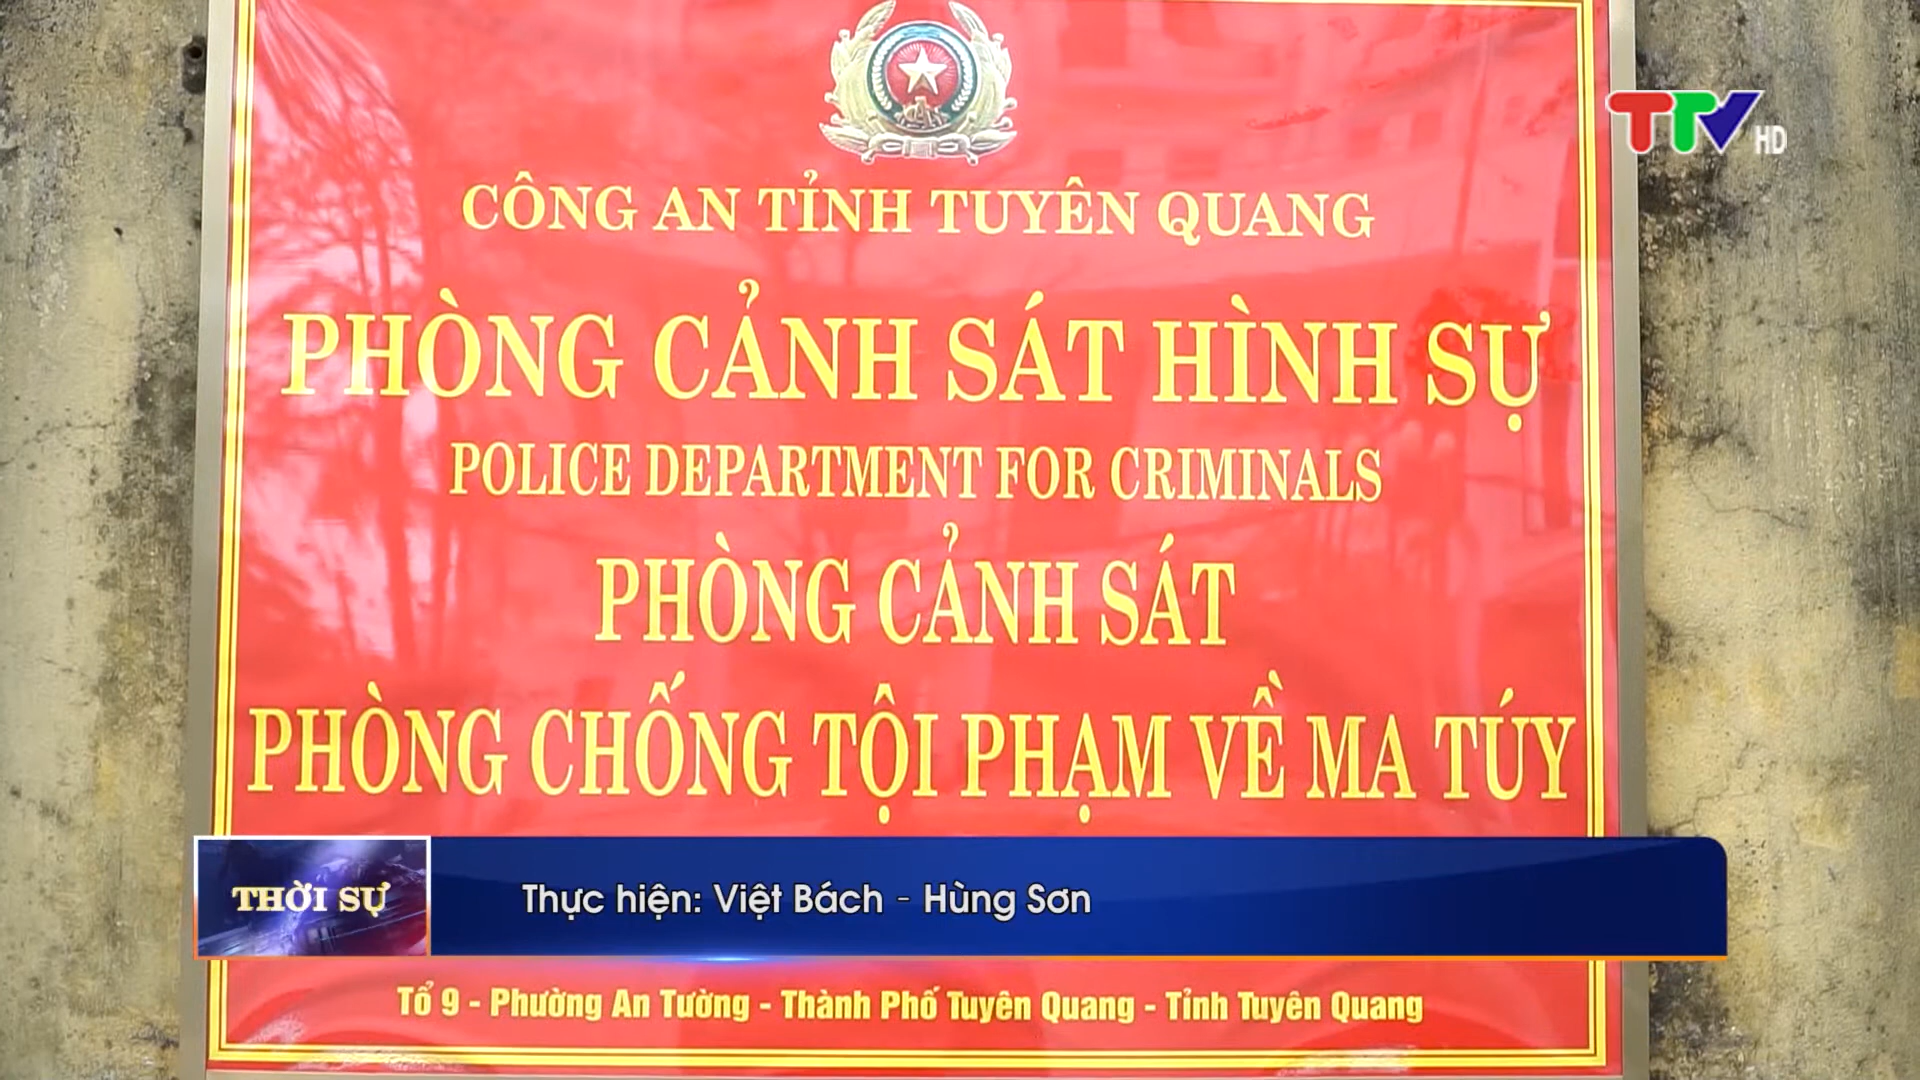 TTV HD
CÔNG AN TỈNH TUYÊN QUANG
PHÒNG CẢNH SÁT HÌNH SỰ
POLICE DEPARTMENT FOR CRIMINALS
PHÒNG CẢNH SÁT
PHÒNG CHỐNG TỘI PHẠM VỀ MA TÚY
THỜI SỰ
Thực hiện: Việt Bách - Hùng Sơn
Tổ 9 - Phường An Tường - Thành Phố Tuyên Quang - Tỉnh Tuyên Quang